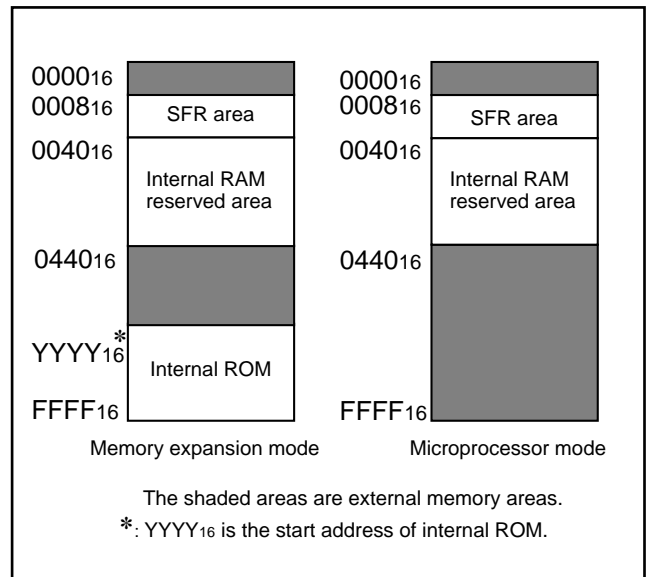 000016
000816
SFR area
004016
Internal RAM
reserved area
044016
YYYY16*
Internal ROM
FFFF16
Memory expansion mode
000016
000816
SFR area
004016
Internal RAM
reserved area
044016
FFFF16
Microprocessor mode
The shaded areas are external memory areas.
*: YYYY16 is the start address of internal ROM.